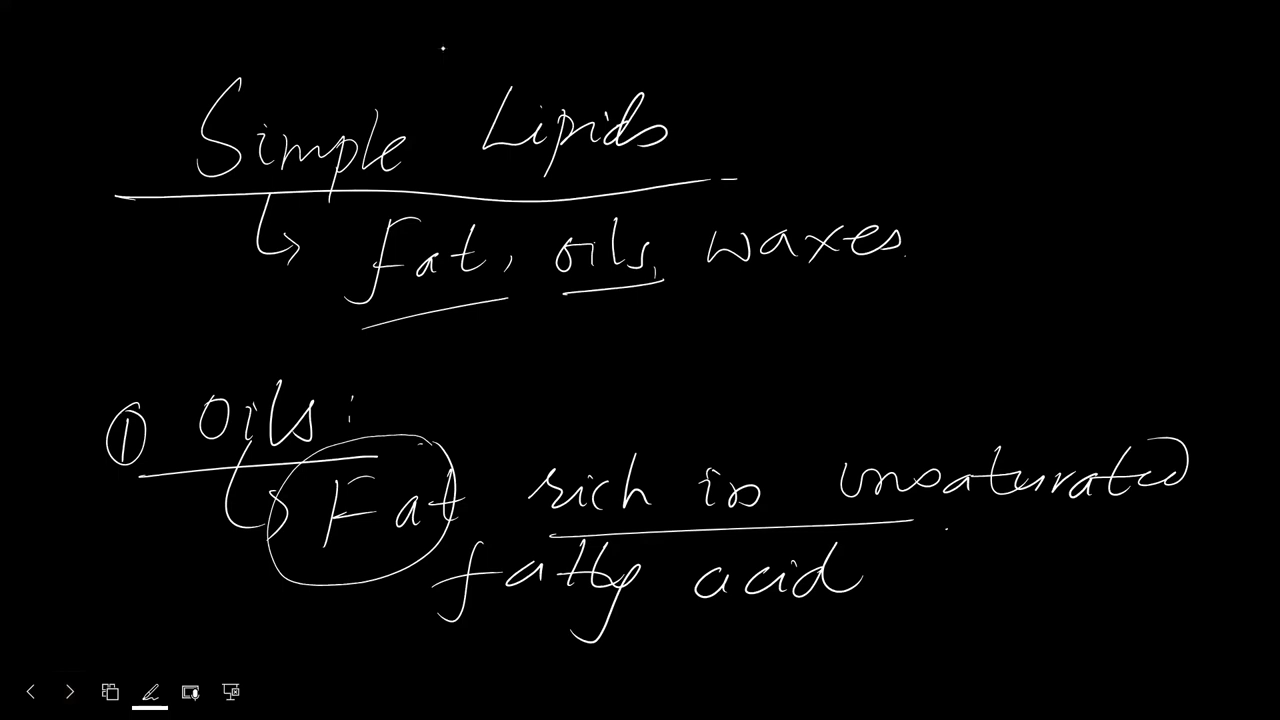 Simple Lipids
↳ Fat, oils, waxes
① Oils:
↳ Fat rich in unsaturated
fatty acid